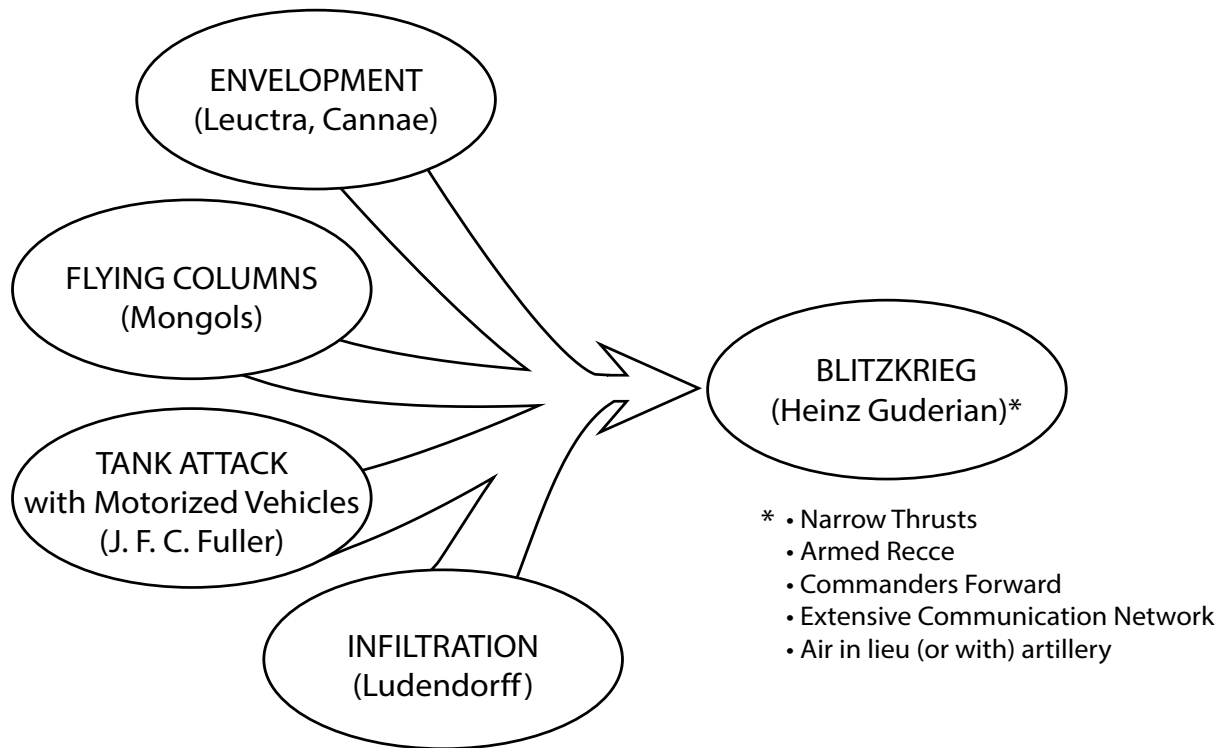 ENVELOPMENT
(Leuctra, Cannae)
FLYING COLUMNS
(Mongols)
TANK ATTACK
with Motorized Vehicles
(J. F. C. Fuller)
INFILTRATION
(Ludendorff)
BLITZKRIEG
(Heinz Guderian)*
* • Narrow Thrusts
• Armed Recce
• Commanders Forward
• Extensive Communication Network
• Air in lieu (or with) artillery